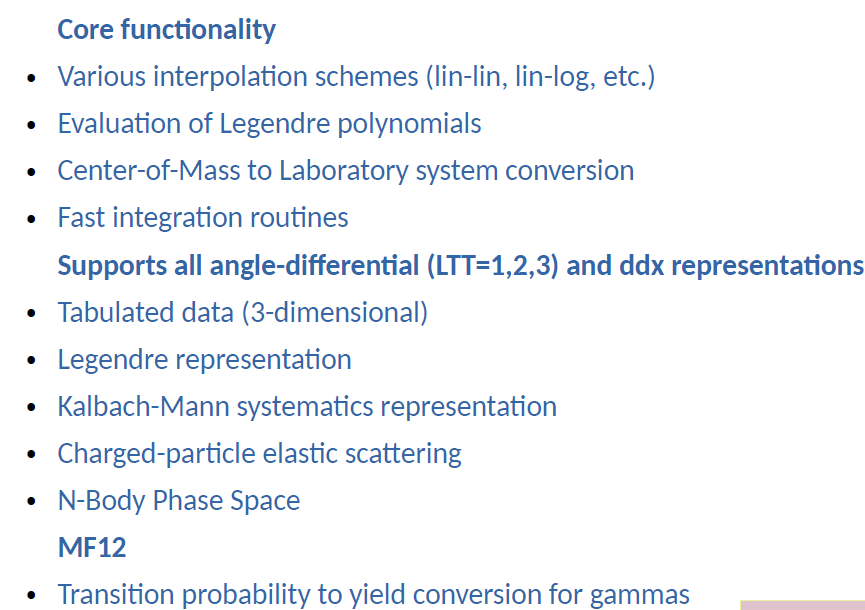 Core functionality
• Various interpolation schemes (lin-lin, lin-log, etc.)
• Evaluation of Legendre polynomials
• Center-of-Mass to Laboratory system conversion
• Fast integration routines
Supports all angle-differential (LTT=1,2,3) and ddx representations
• Tabulated data (3-dimensional)
• Legendre representation
• Kalbach-Mann systematics representation
• Charged-particle elastic scattering
• N-Body Phase Space
MF12
• Transition probability to yield conversion for gammas